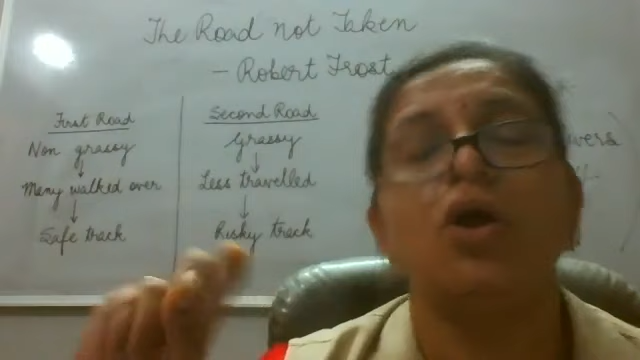 The Road not Taken
- Robert Frost
First Road
Non grassy
↓
Many walked over
↓
Safe track
Second Road
Grassy
↓
Less travelled
↓
Risky track